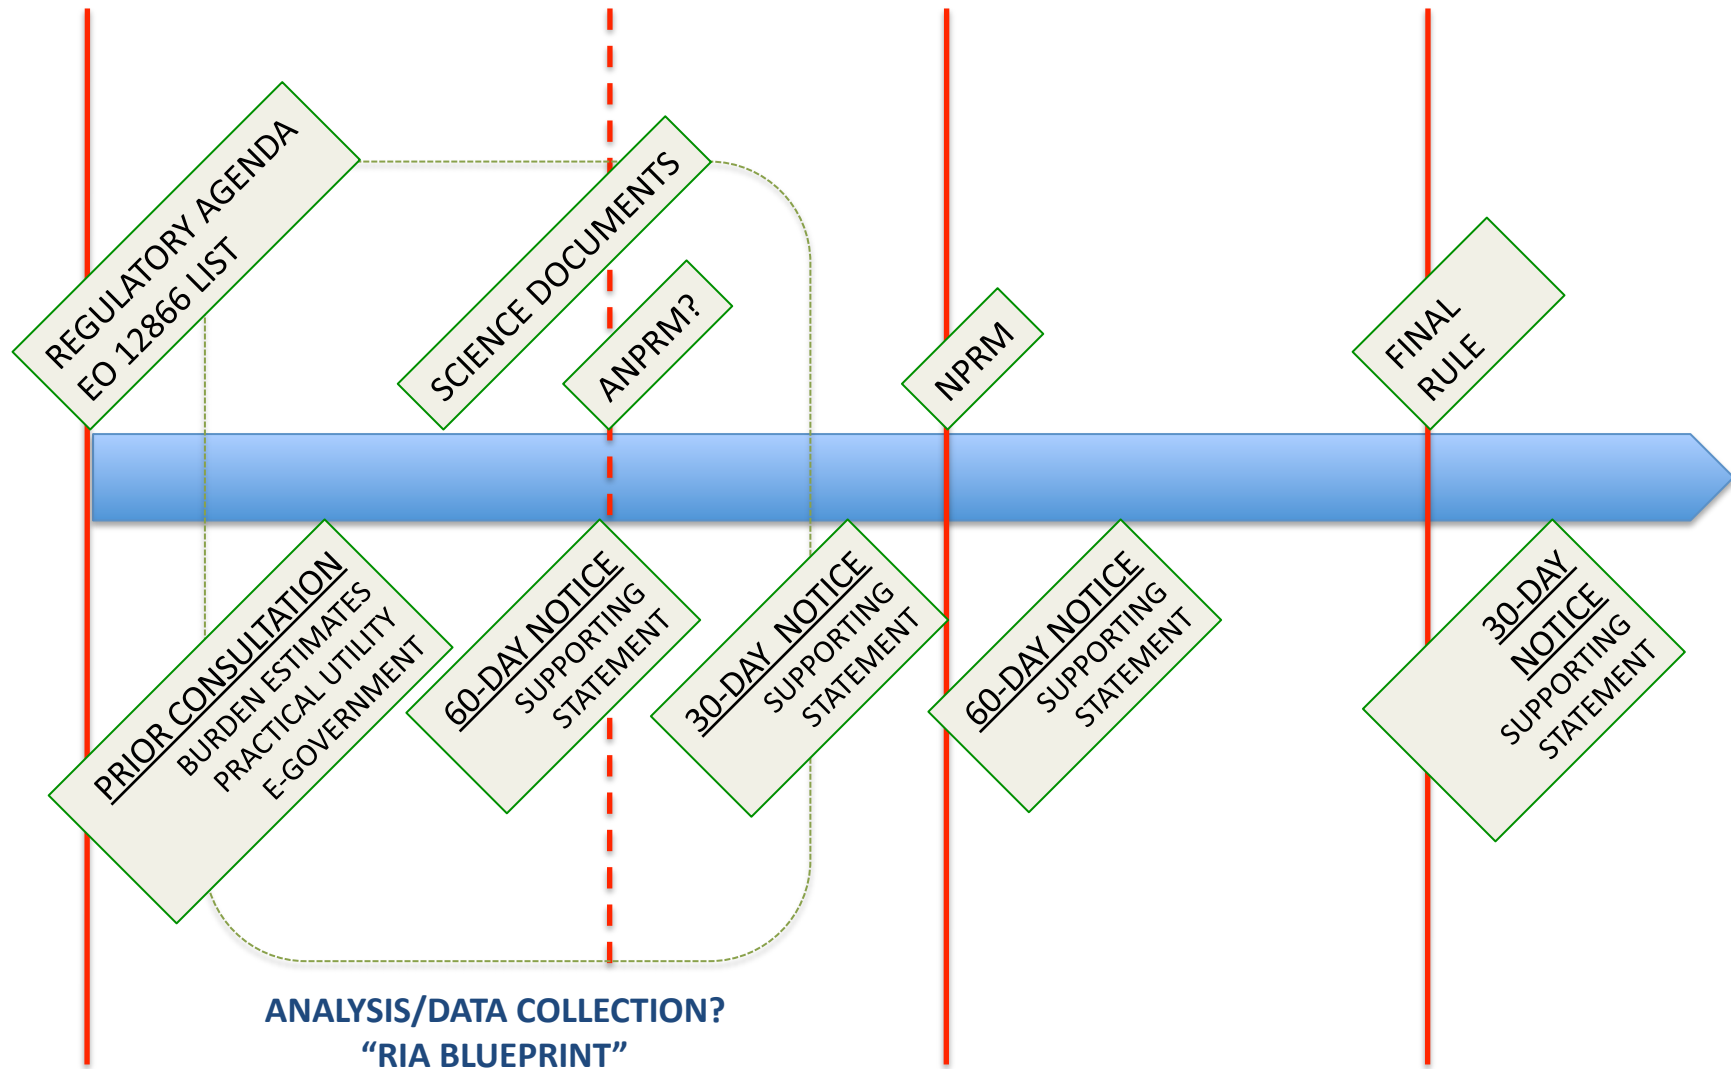 REGULATORY AGENDA
EO 12866 LIST
SCIENCE DOCUMENTS
ANPRM?
NPRM
FINAL
RULE
PRIOR CONSULTATION
BURDEN ESTIMATES
PRACTICAL UTILITY
E-GOVERNMENT
60-DAY NOTICE
SUPPORTING
STATEMENT
30-DAY NOTICE
SUPPORTING
STATEMENT
60-DAY NOTICE
SUPPORTING
STATEMENT
30-DAY
NOTICE
SUPPORTING
STATEMENT
ANALYSIS/DATA COLLECTION?
“RIA BLUEPRINT”